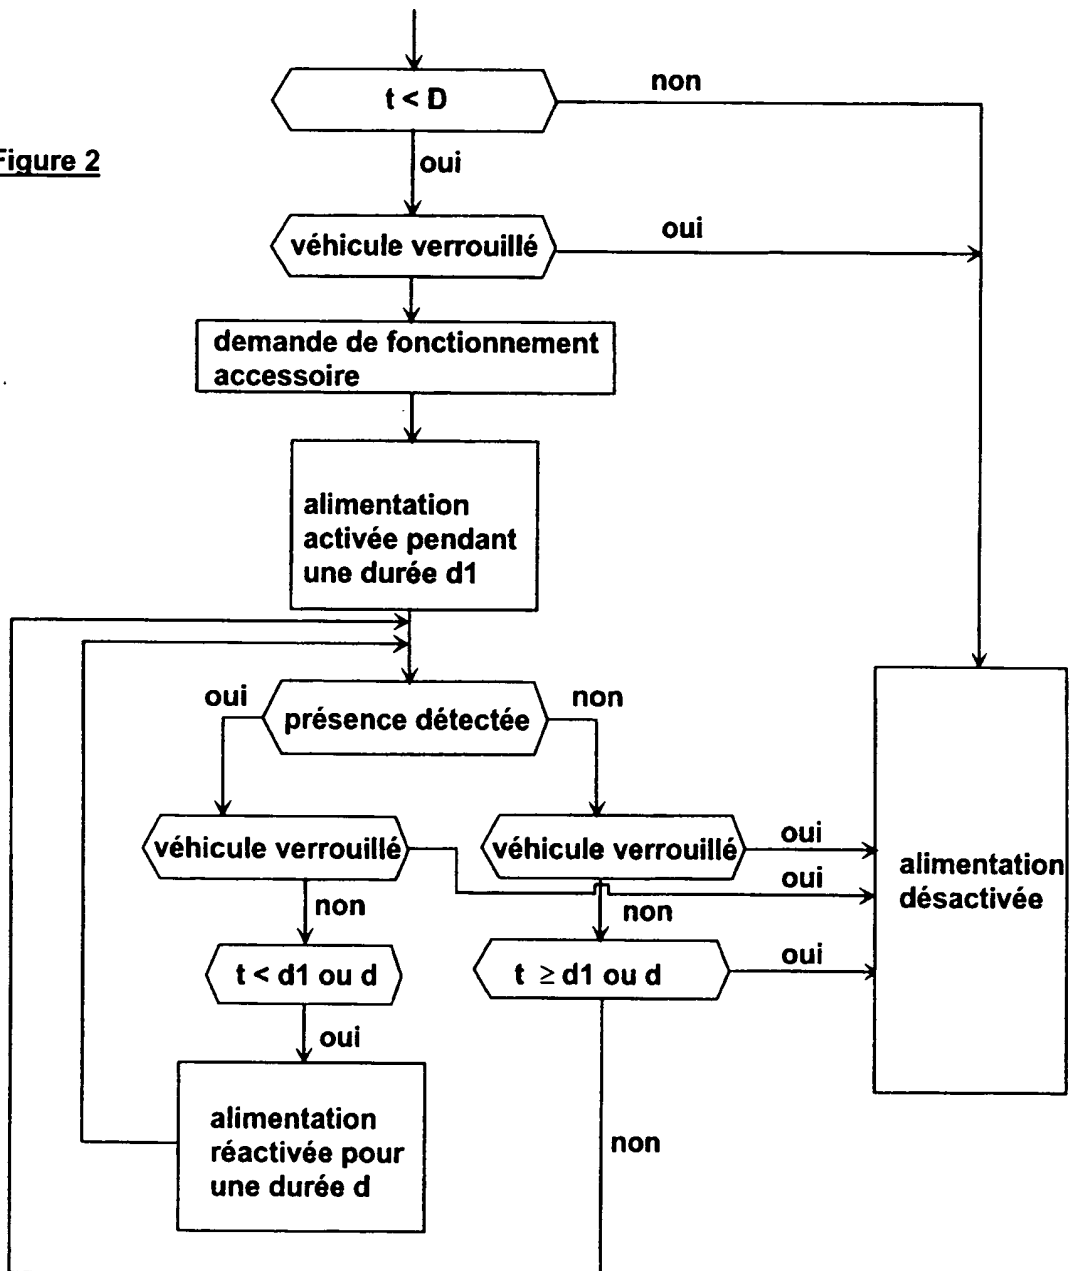 t < D
non
Figure 2
oui
véhicule verrouillé
oui
demande de fonctionnement
accessoire
alimentation
activée pendant
une durée d1
oui
présence détectée
non
véhicule verrouillé
véhicule verrouillé
oui
oui
alimentation
désactivée
non
non
t < d1 ou d
t ≥ d1 ou d
oui
oui
alimentation
réactivée pour
une durée d
non